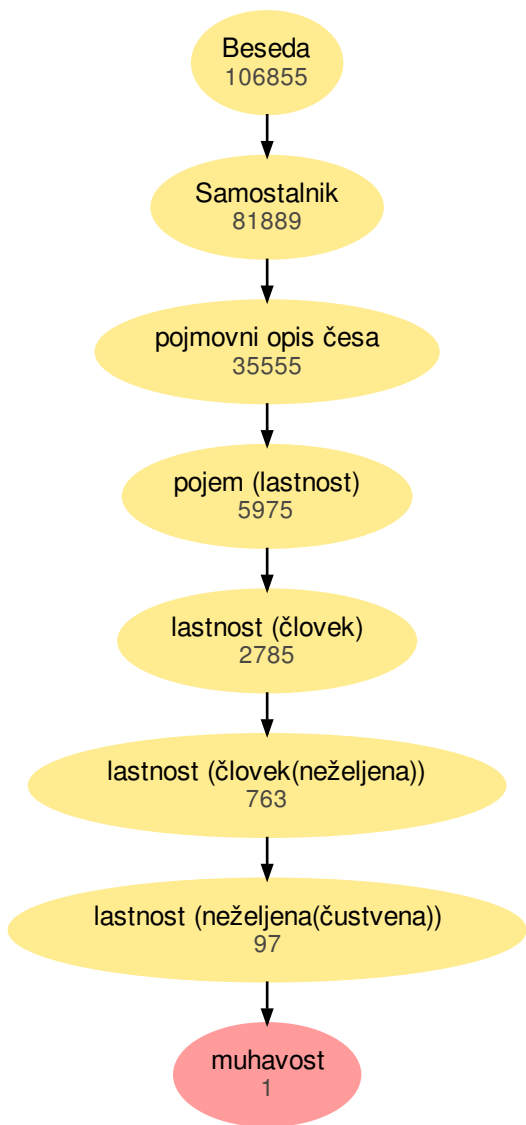 Beseda
106855
Samostalnik
81889
pojmovni opis česa
35555
pojem (lastnost)
5975
lastnost (človek)
2785
lastnost (človek(neželjena))
763
lastnost (neželjena(čustvena))
97
muhavost
1